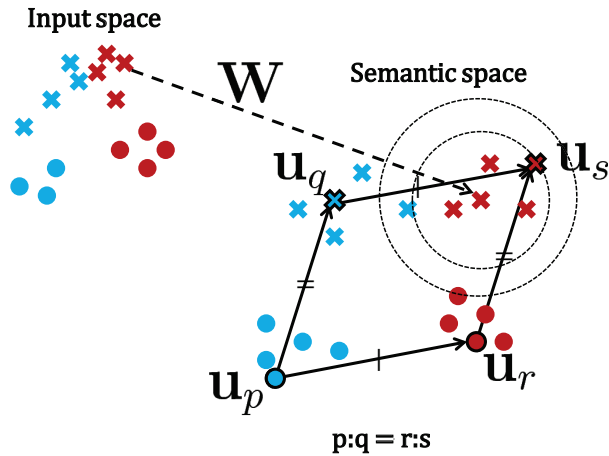 Input space
W
Semantic space
u_q
u_s
u_p
u_r
p:q = r:s